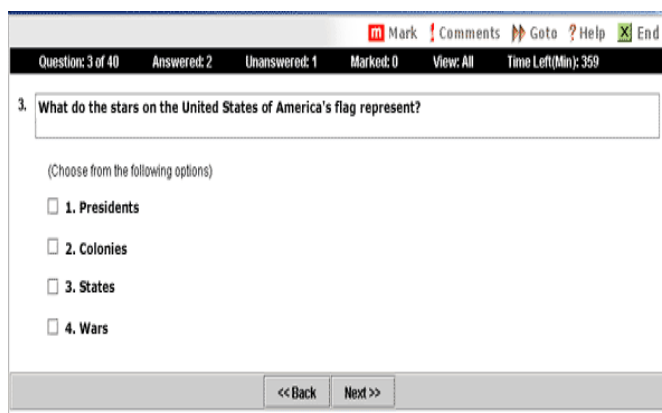 m Mark ! Comments Goto ? Help X End
Question: 3 of 40 Answered: 2 Unanswered: 1 Marked: 0 View: All Time Left(Min): 359
3. What do the stars on the United States of America's flag represent?
(Choose from the following options)
1. Presidents
2. Colonies
3. States
4. Wars
<< Back Next >>